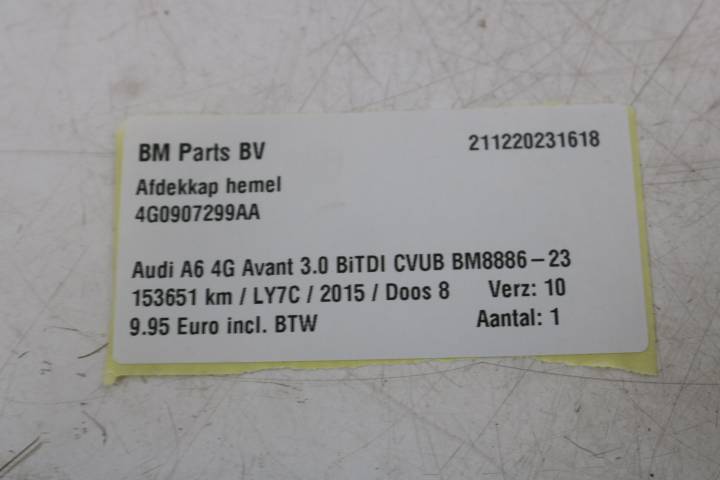 BM Parts BV 211220231618
Afdekkap hemel
4G0907299AA
Audi A6 4G Avant 3.0 BiTDI CVUB BM8886-23
153651 km / LY7C / 2015 / Doos 8 Verz: 10
9.95 Euro incl. BTW Aantal: 1